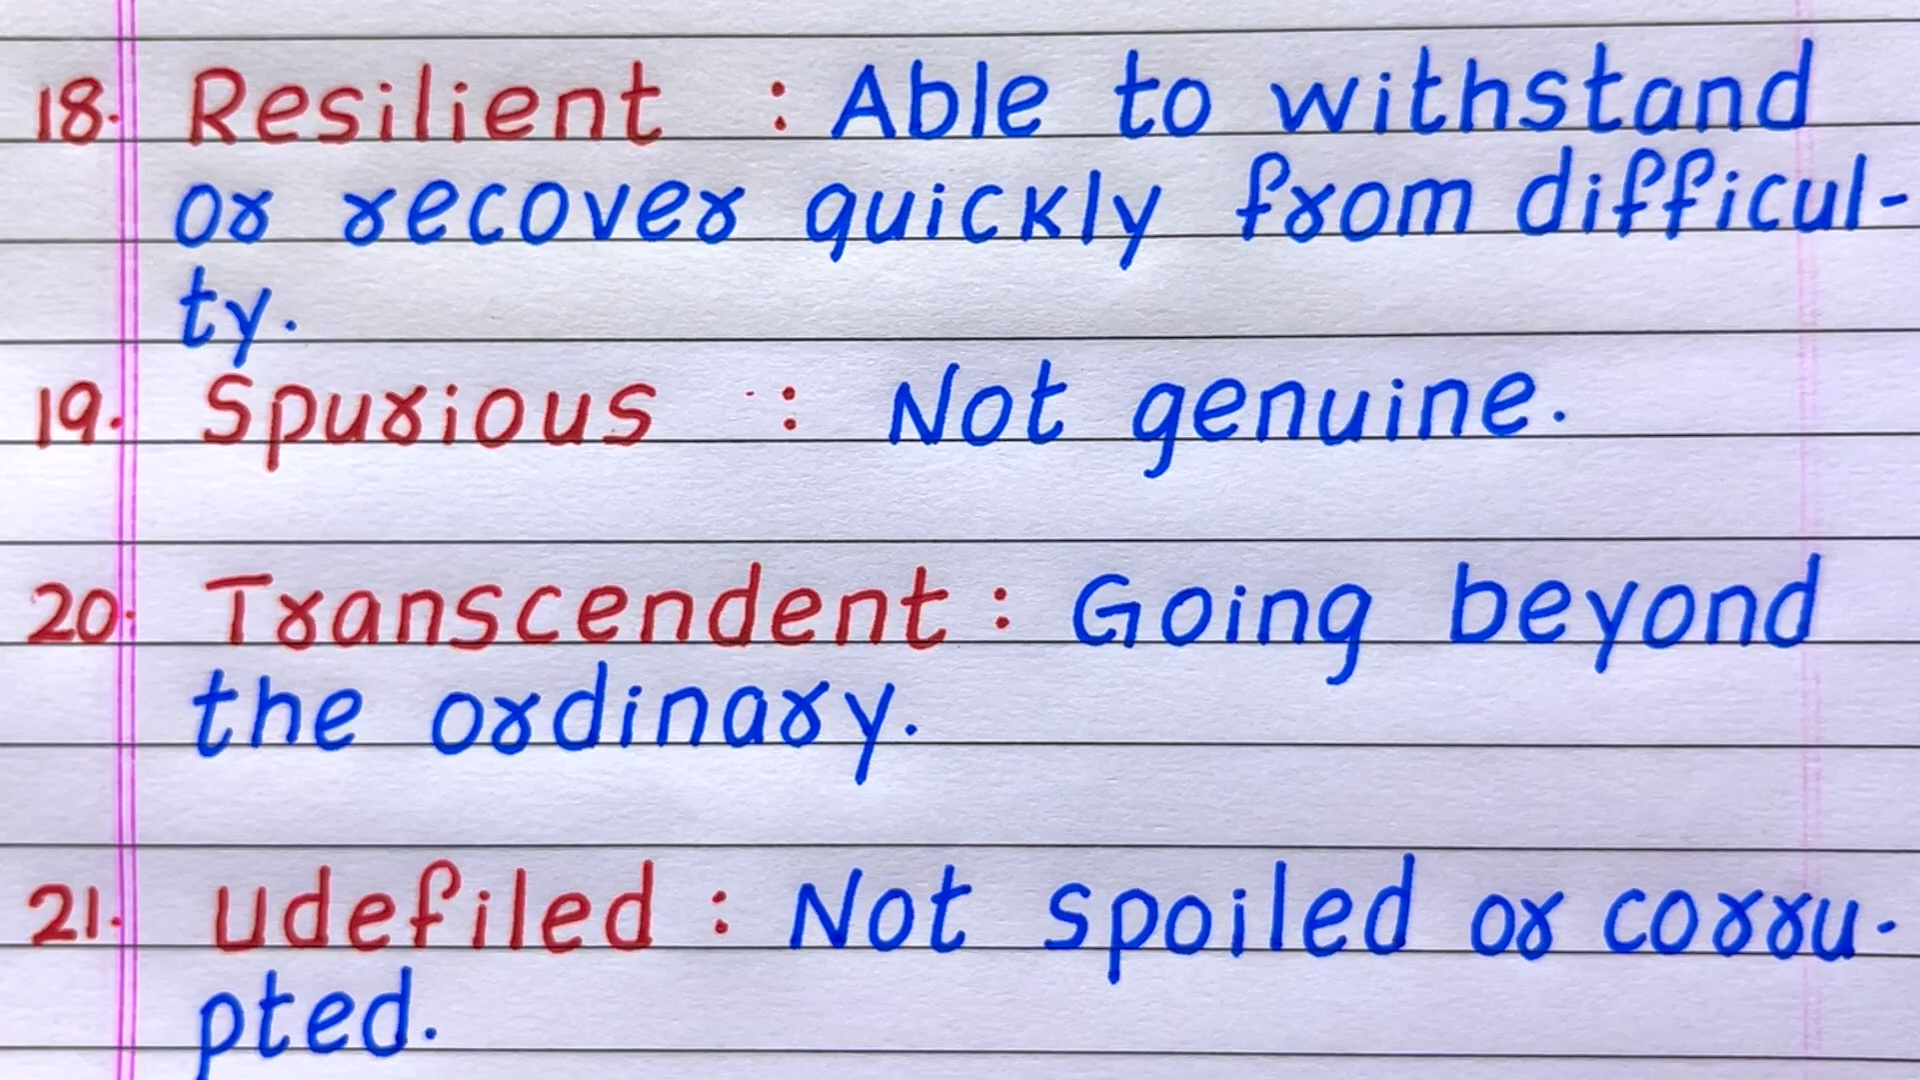 18. Resilient : Able to withstand
or recover quickly from difficul-
ty.
19. Spurious : Not genuine.
20. Transcendent : Going beyond
the ordinary.
21. udefiled : Not spoiled or corru-
pted.